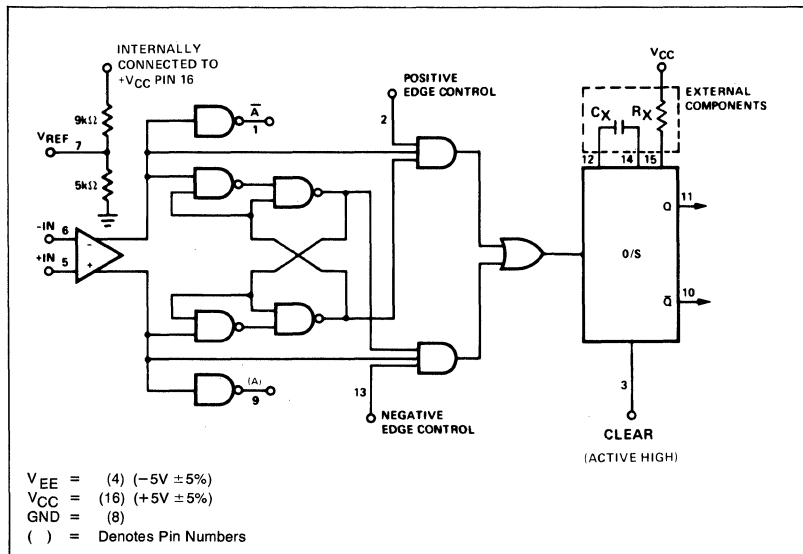 INTERNALLY
CONNECTED TO
+VCC PIN 16
9kΩ
VREF 7
5kΩ
-IN 6
+IN 5
-
+
A̅
1
(A)
9
POSITIVE
EDGE CONTROL
2
13
NEGATIVE
EDGE CONTROL
VCC
EXTERNAL
COMPONENTS
CX RX
12 14 15
Q 11
O/S
Q̅ 10
3
CLEAR
(ACTIVE HIGH)
VEE = (4) (-5V ±5%)
VCC = (16) (+5V ±5%)
GND = (8)
( ) = Denotes Pin Numbers